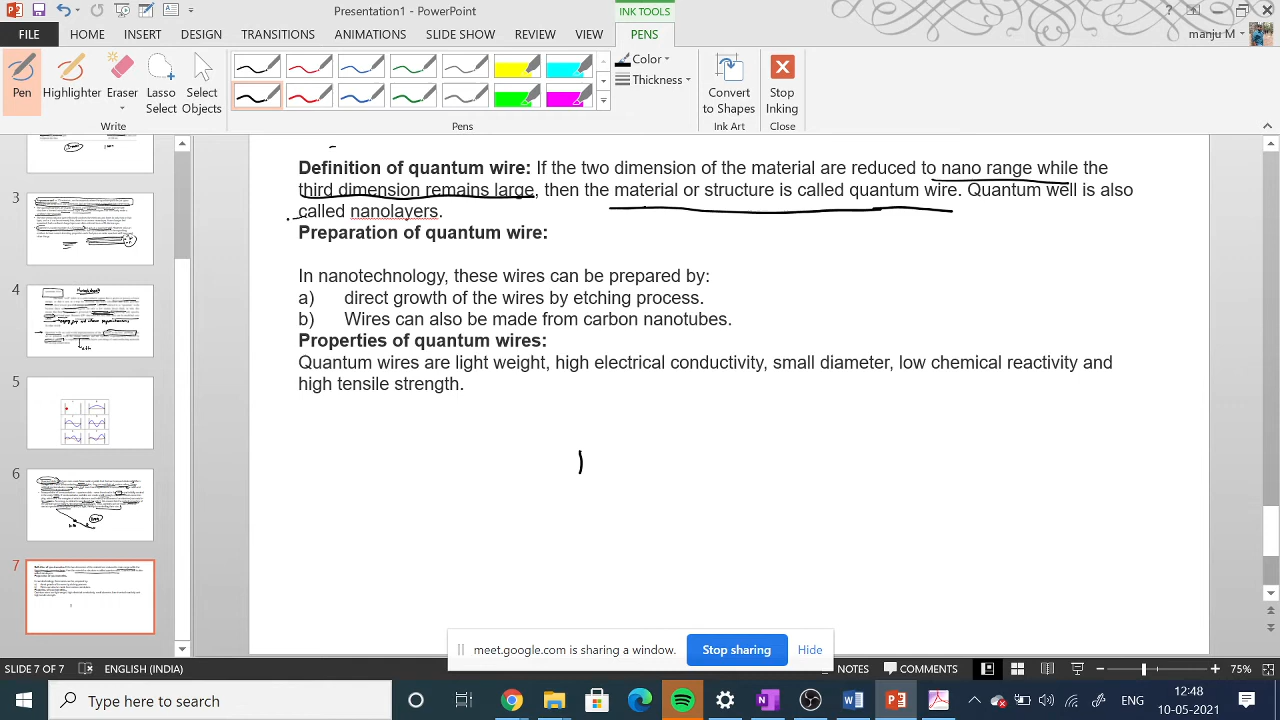 Presentation1 - PowerPoint
INK TOOLS
FILE
HOME
INSERT
DESIGN
TRANSITIONS
ANIMATIONS
SLIDE SHOW
REVIEW
VIEW
PENS
manju M
Pen
Highlighter
Eraser
Lasso
Select
Select
Objects
Color
Thickness
Convert
to Shapes
Stop
Inking
Write
Pens
Ink Art
Close
Definition of quantum wire: If the two dimension of the material are reduced to nano range while the
third dimension remains large, then the material or structure is called quantum wire. Quantum well is also
called nanolayers.
Preparation of quantum wire:
In nanotechnology, these wires can be prepared by:
a) direct growth of the wires by etching process.
b) Wires can also be made from carbon nanotubes.
Properties of quantum wires:
Quantum wires are light weight, high electrical conductivity, small diameter, low chemical reactivity and
high tensile strength.
3
4
5
6
7
meet.google.com is sharing a window.
Stop sharing
Hide
SLIDE 7 OF 7
ENGLISH (INDIA)
NOTES
COMMENTS
75%
Type here to search
ENG
12:48
10-05-2021